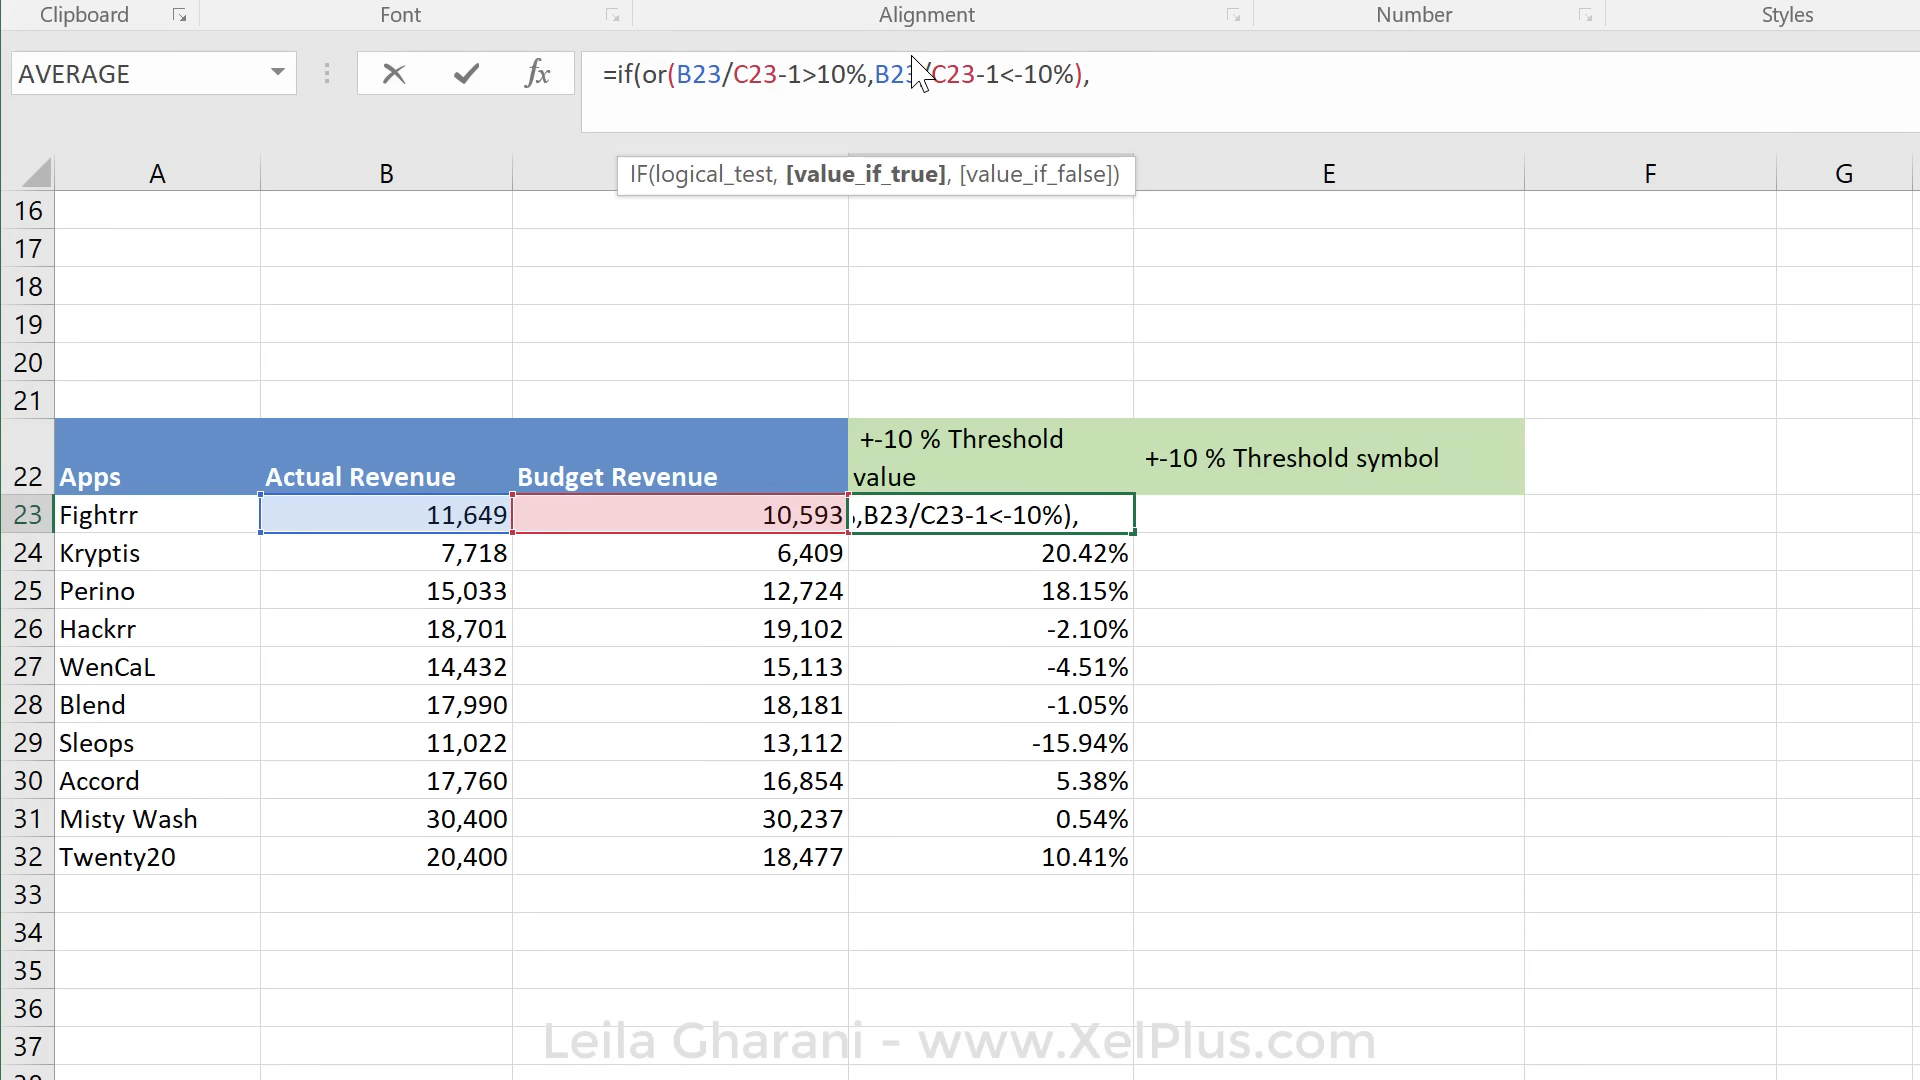 Clipboard Font Alignment Number Styles
AVERAGE fx =if(or(B23/C23-1>10%,B23/C23-1<-10%),
IF(logical_test, [value_if_true], [value_if_false])
A B E F G
16
17
18
19
20
21
22 Apps Actual Revenue Budget Revenue +-10 % Threshold value +-10 % Threshold symbol
23 Fightrr 11,649 10,593 ,B23/C23-1<-10%),
24 Kryptis 7,718 6,409 20.42%
25 Perino 15,033 12,724 18.15%
26 Hackrr 18,701 19,102 -2.10%
27 WenCaL 14,432 15,113 -4.51%
28 Blend 17,990 18,181 -1.05%
29 Sleops 11,022 13,112 -15.94%
30 Accord 17,760 16,854 5.38%
31 Misty Wash 30,400 30,237 0.54%
32 Twenty20 20,400 18,477 10.41%
33
34
35
36
37
Leila Gharani - www.XelPlus.com